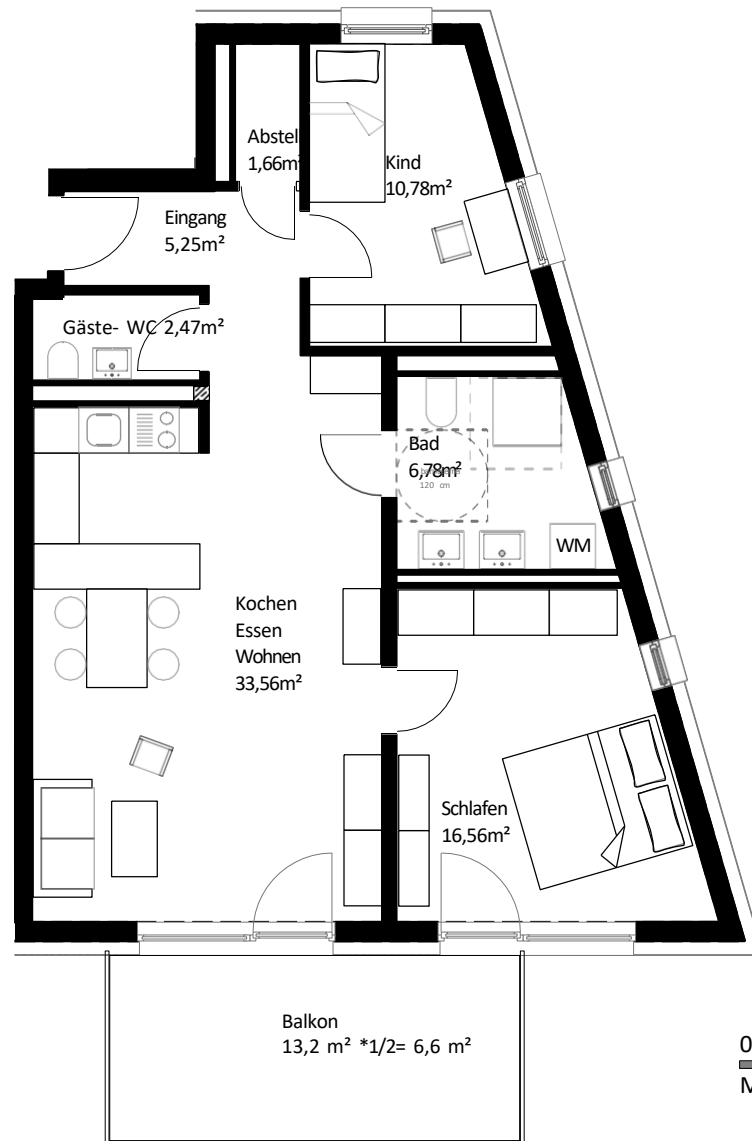 Abstel
1,66m²
Kind
10,78m²
Eingang
5,25m²
Gäste- WC 2,47m²
Bad
6,78m²
120 cm
WM
Kochen
Essen
Wohnen
33,56m²
Schlafen
16,56m²
Balkon
13,2 m² *1/2= 6,6 m²
0
M